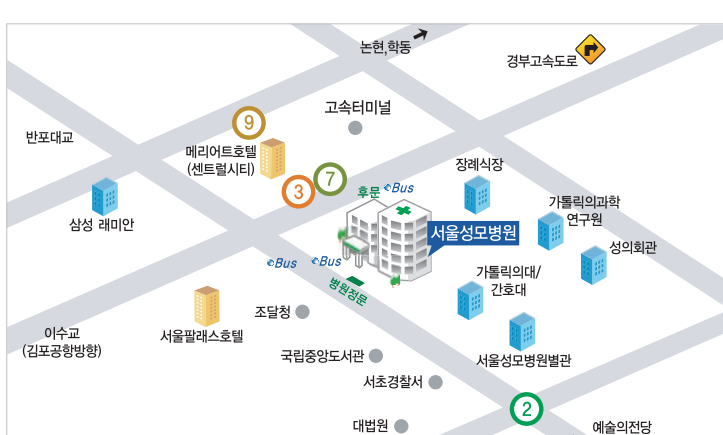 논현,학동
경부고속도로
고속터미널
9
반포대교
메리어트호텔
(센트럴시티)
장례식장
7
3
후문
Bus
가톨릭의과학
연구원
삼성 래미안
서울성모병원
성의회관
Bus
Bus
가톨릭의대/
간호대
병원정문
조달청
이수교
(김포공항방향)
서울팔래스호텔
국립중앙도서관
서울성모병원별관
서초경찰서
2
대법원
예술의전당